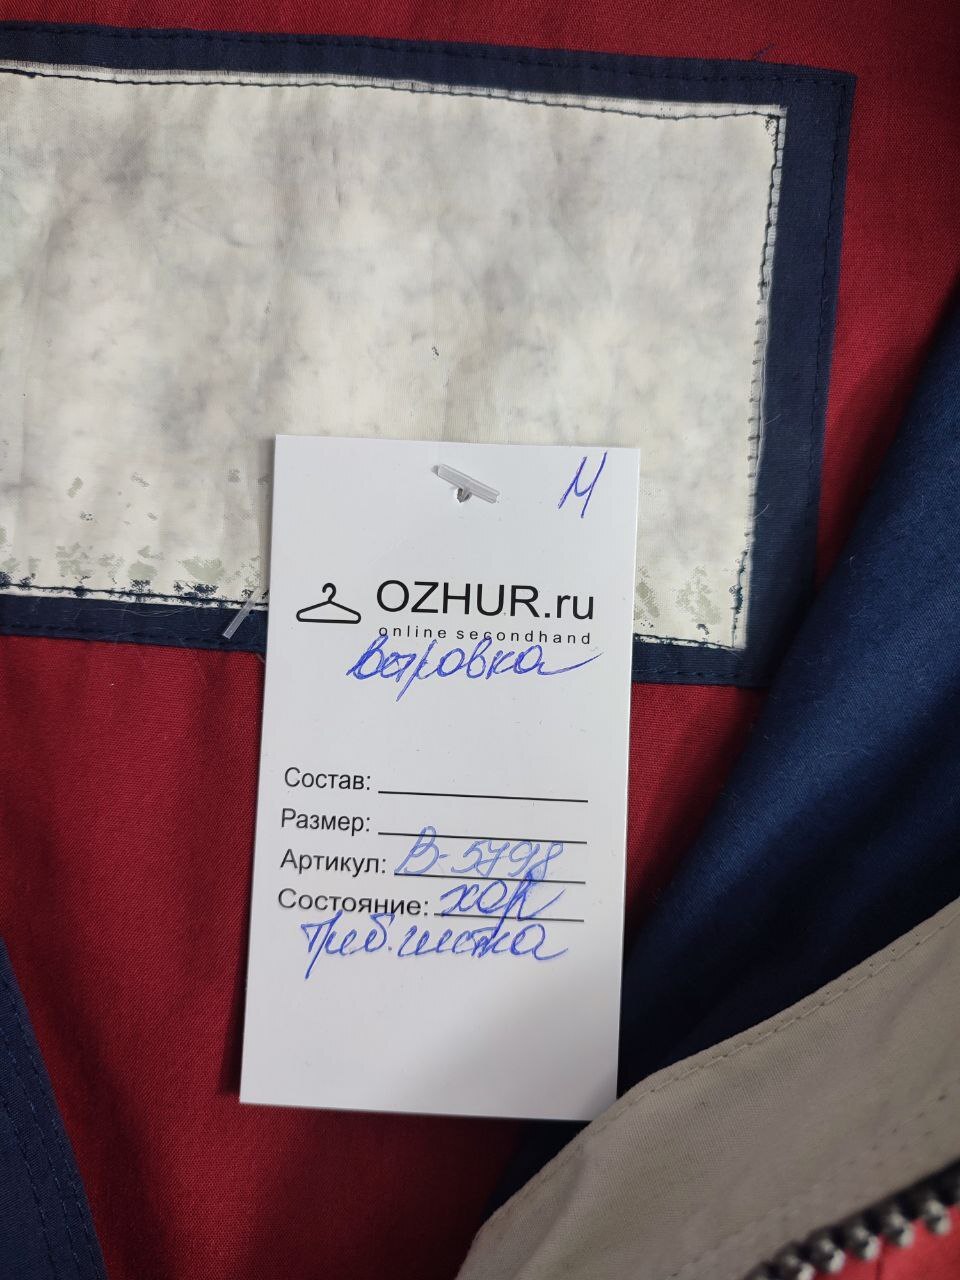 М
OZHUR.ru
online secondhand
Ветровка
Состав:
Размер:
Артикул: В-5798
Состояние: хор
треб. чистка